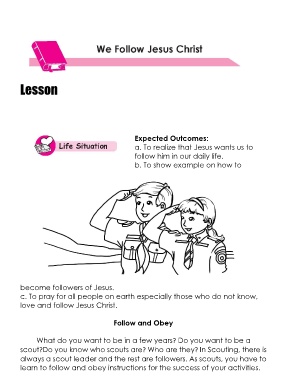 We Follow Jesus Christ
Lesson
Life Situation
Expected Outcomes:
a. To realize that Jesus wants us to
follow him in our daily life.
b. To show example on how to
become followers of Jesus.
c. To pray for all people on earth especially those who do not know,
love and follow Jesus Christ.
Follow and Obey
What do you want to be in a few years? Do you want to be a
scout?Do you know who scouts are? Who are they? In Scouting, there is
always a scout leader and the rest are followers. As scouts, you have to
learn to follow and obey instructions for the success of your activities.